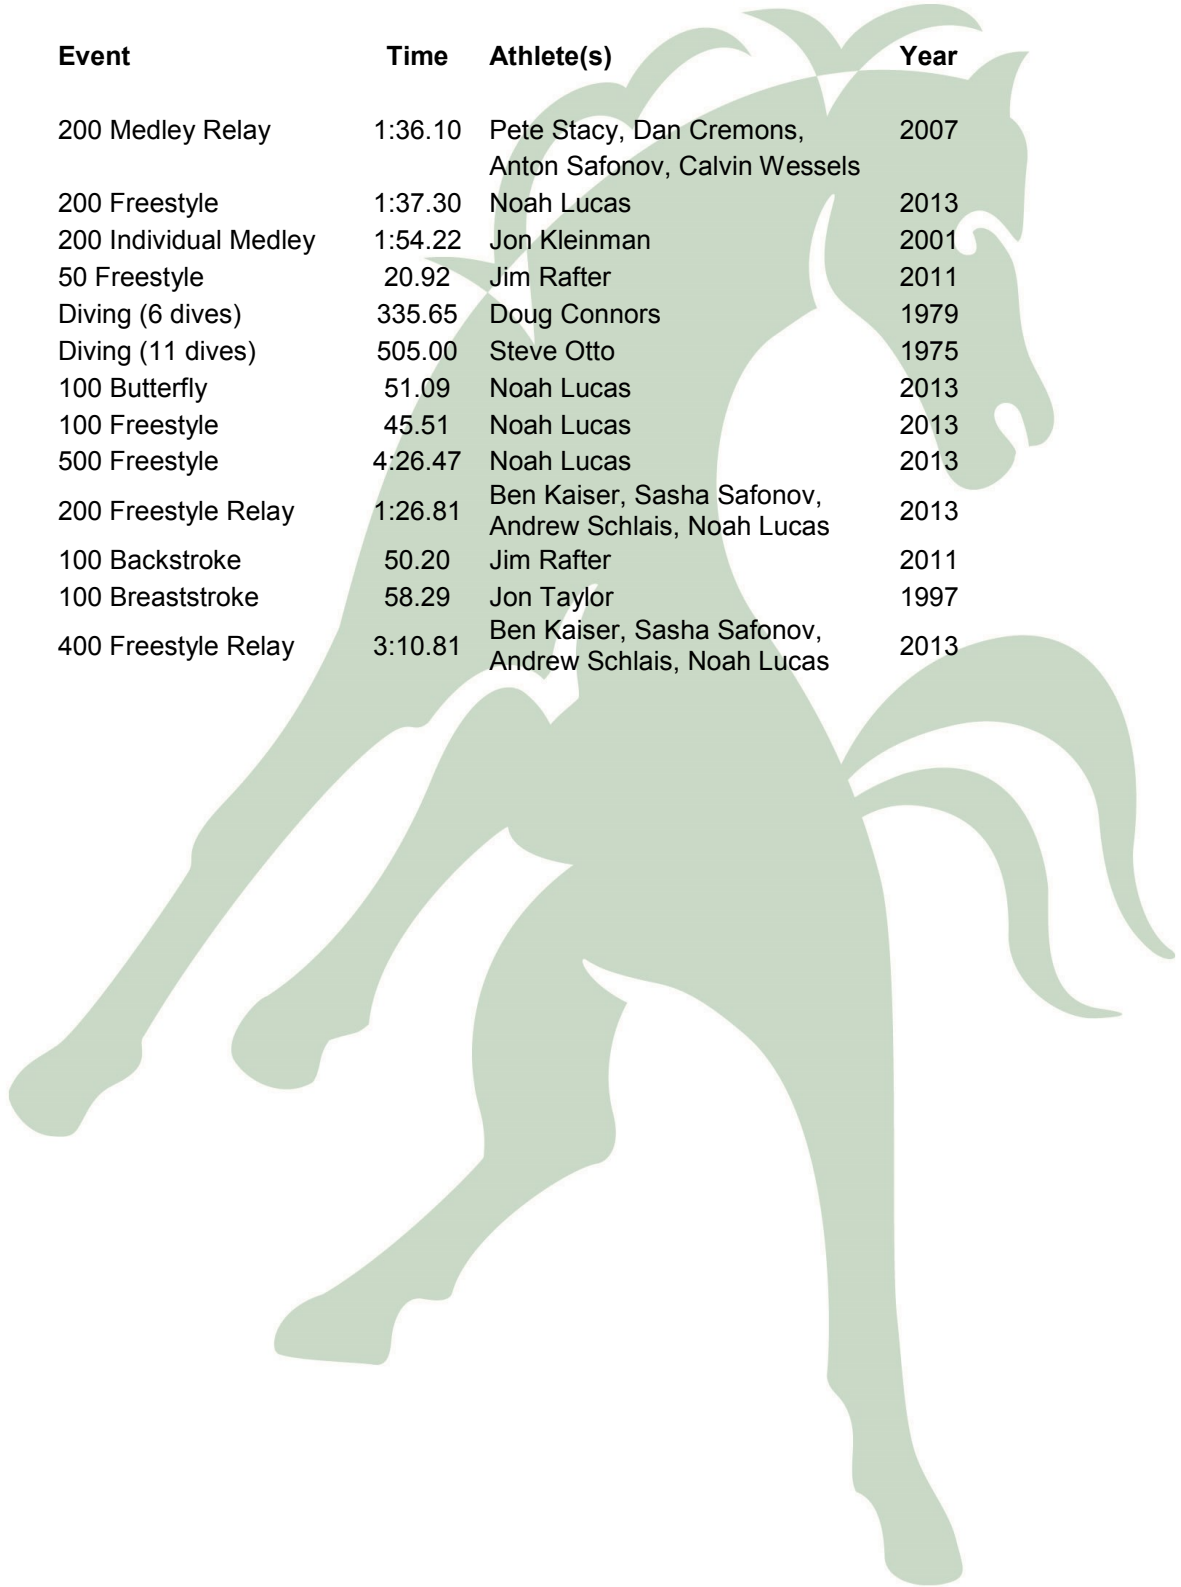 Event Time Athlete(s) Year
200 Medley Relay 1:36.10 Pete Stacy, Dan Cremons, 2007
Anton Safonov, Calvin Wessels
200 Freestyle 1:37.30 Noah Lucas 2013
200 Individual Medley 1:54.22 Jon Kleinman 2001
50 Freestyle 20.92 Jim Rafter 2011
Diving (6 dives) 335.65 Doug Connors 1979
Diving (11 dives) 505.00 Steve Otto 1975
100 Butterfly 51.09 Noah Lucas 2013
100 Freestyle 45.51 Noah Lucas 2013
500 Freestyle 4:26.47 Noah Lucas 2013
200 Freestyle Relay 1:26.81 Ben Kaiser, Sasha Safonov, 2013
Andrew Schlais, Noah Lucas
100 Backstroke 50.20 Jim Rafter 2011
100 Breaststroke 58.29 Jon Taylor 1997
400 Freestyle Relay 3:10.81 Ben Kaiser, Sasha Safonov, 2013
Andrew Schlais, Noah Lucas